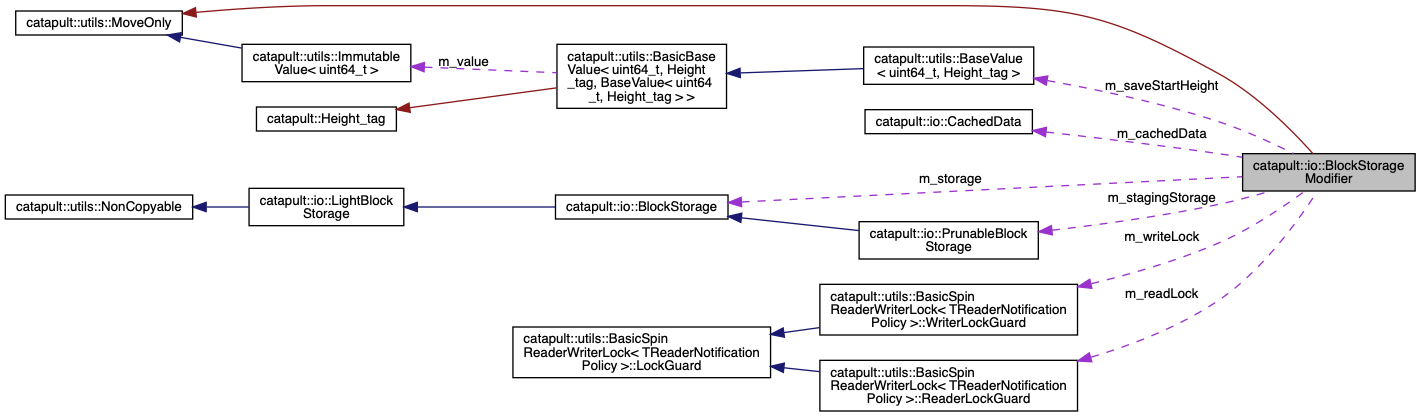 catapult::utils::MoveOnly
catapult::utils::Immutable
Value< uint64_t >
m_value
catapult::utils::BasicBase
Value< uint64_t, Height
_tag, BaseValue< uint64
_t, Height_tag > >
catapult::utils::BaseValue
< uint64_t, Height_tag >
catapult::Height_tag
m_saveStartHeight
catapult::io::CachedData
m_cachedData
catapult::io::BlockStorage
Modifier
catapult::utils::NonCopyable
catapult::io::LightBlock
Storage
catapult::io::BlockStorage
m_storage
m_stagingStorage
catapult::io::PrunableBlock
Storage
m_writeLock
m_readLock
catapult::utils::BasicSpin
ReaderWriterLock< TReaderNotification
Policy >::WriterLockGuard
catapult::utils::BasicSpin
ReaderWriterLock< TReaderNotification
Policy >::LockGuard
catapult::utils::BasicSpin
ReaderWriterLock< TReaderNotification
Policy >::ReaderLockGuard